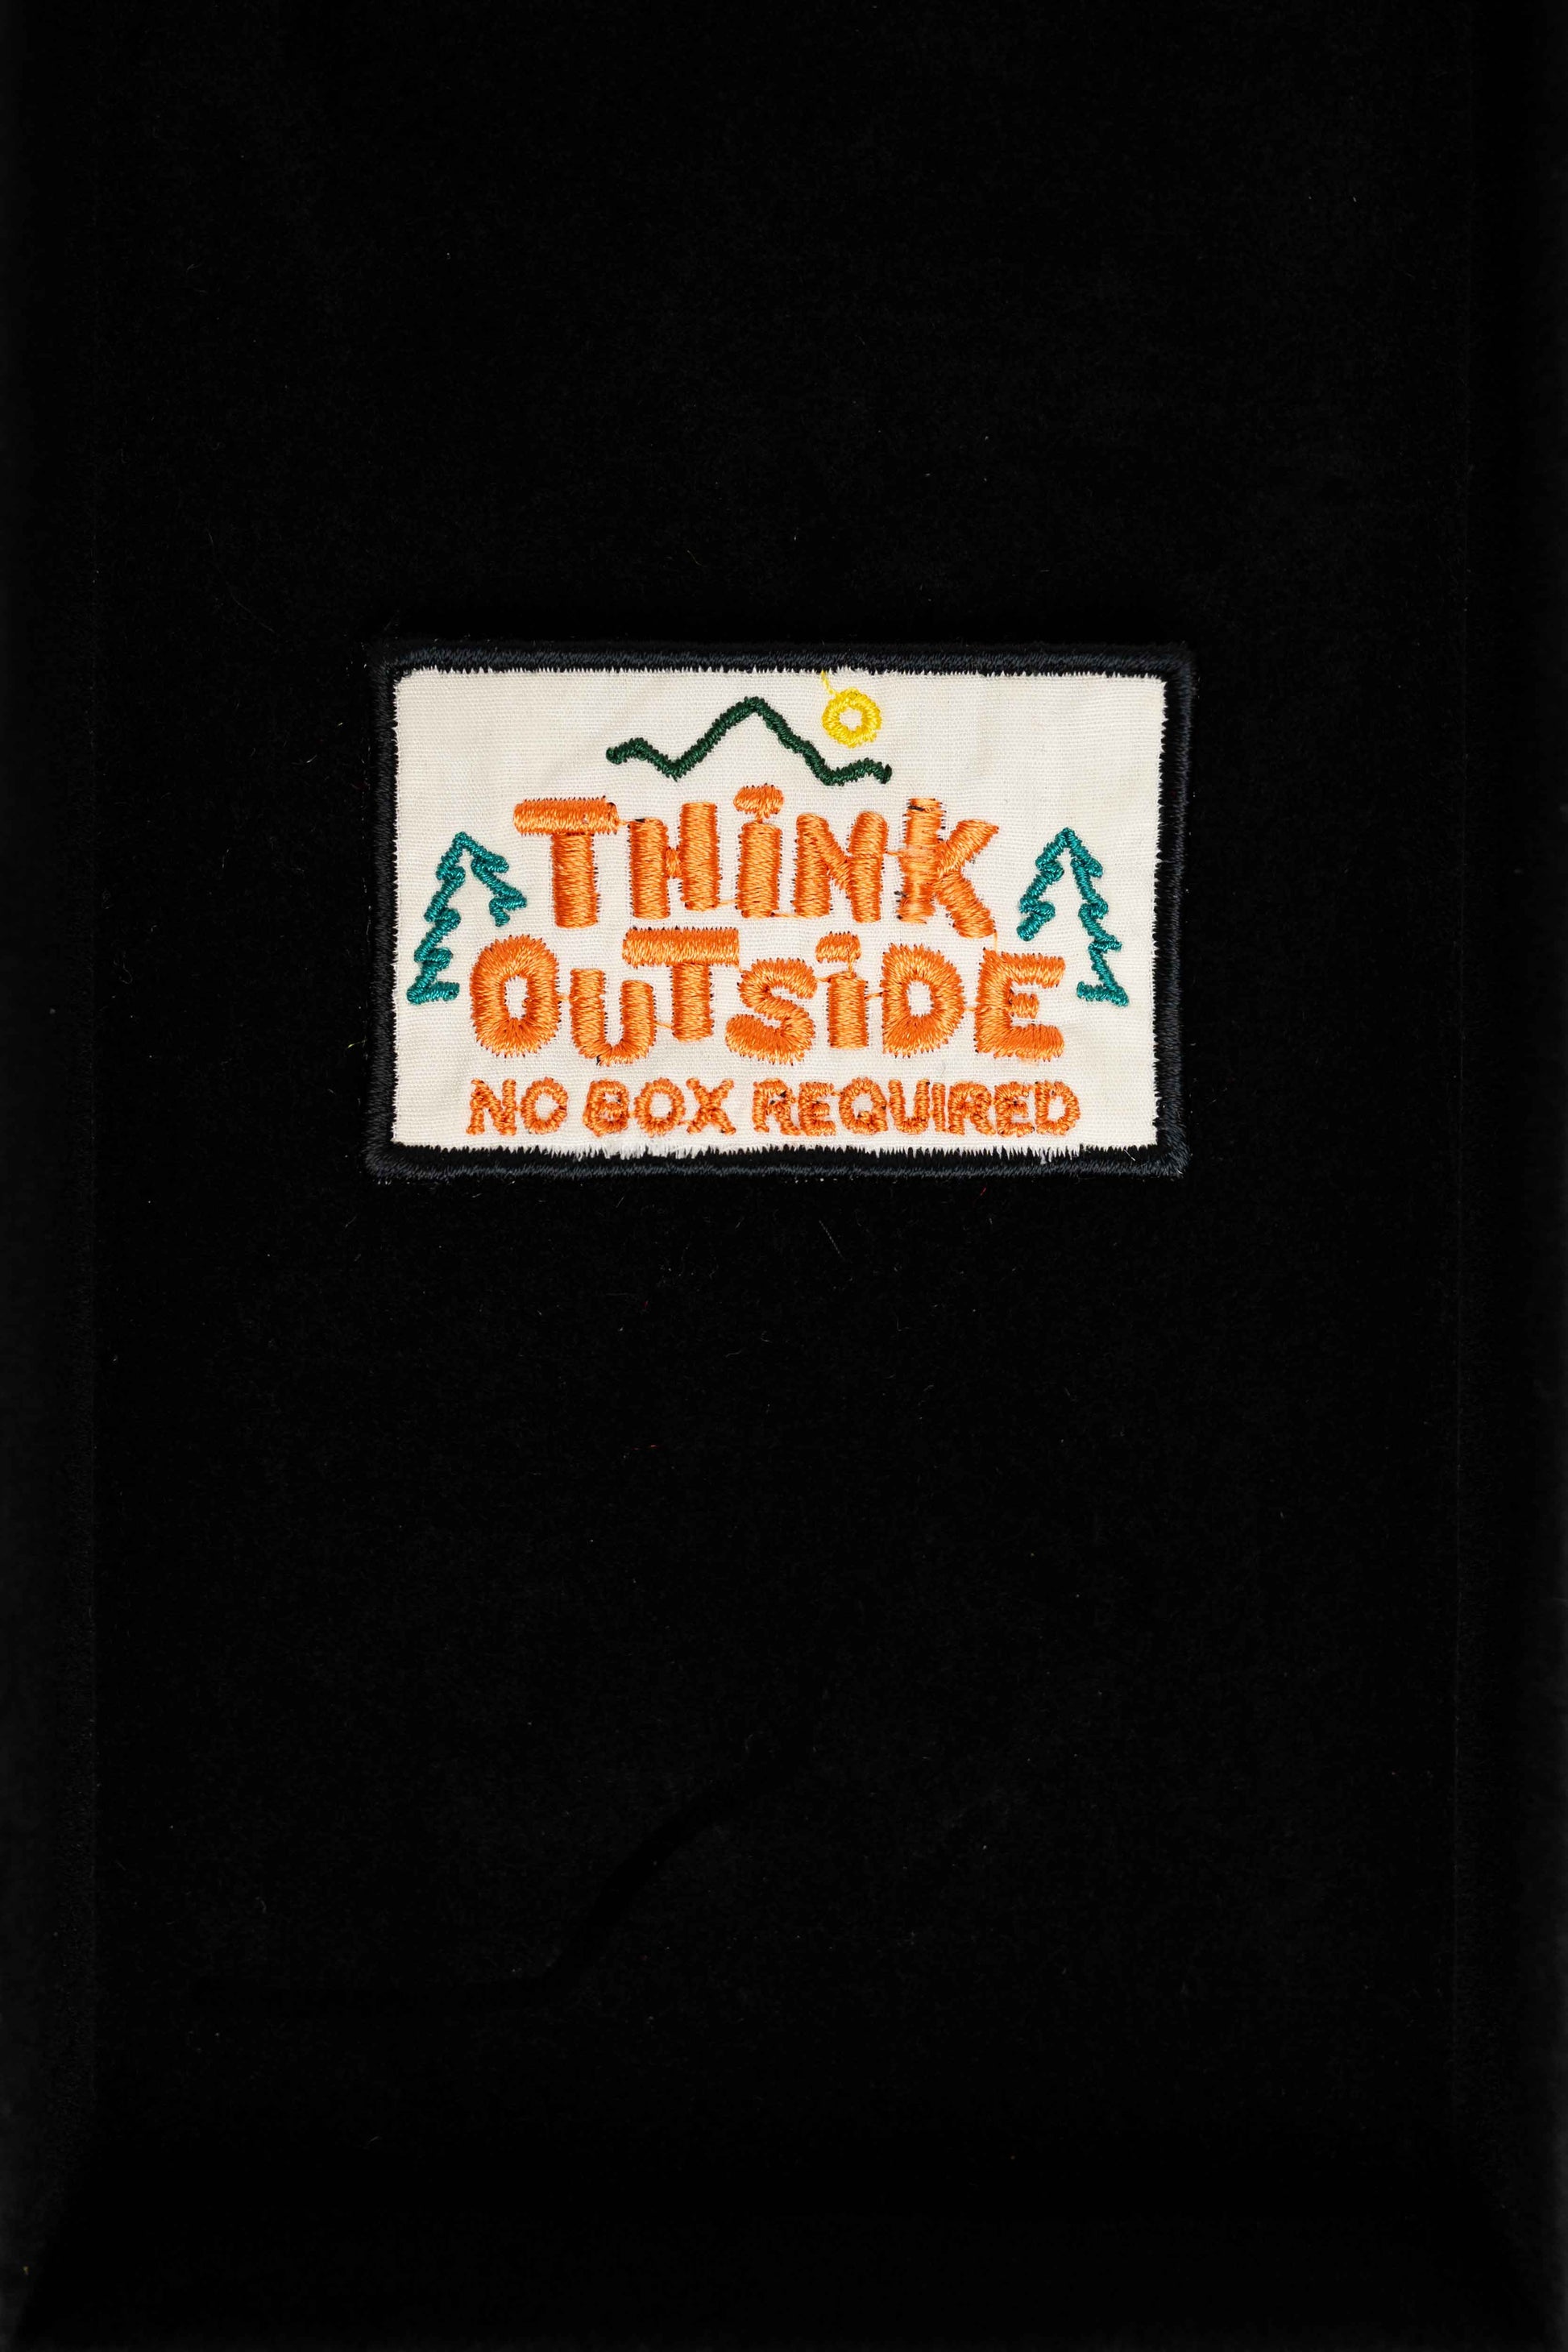 THiNK
OUTSiDE
NO BOX REQUIRED